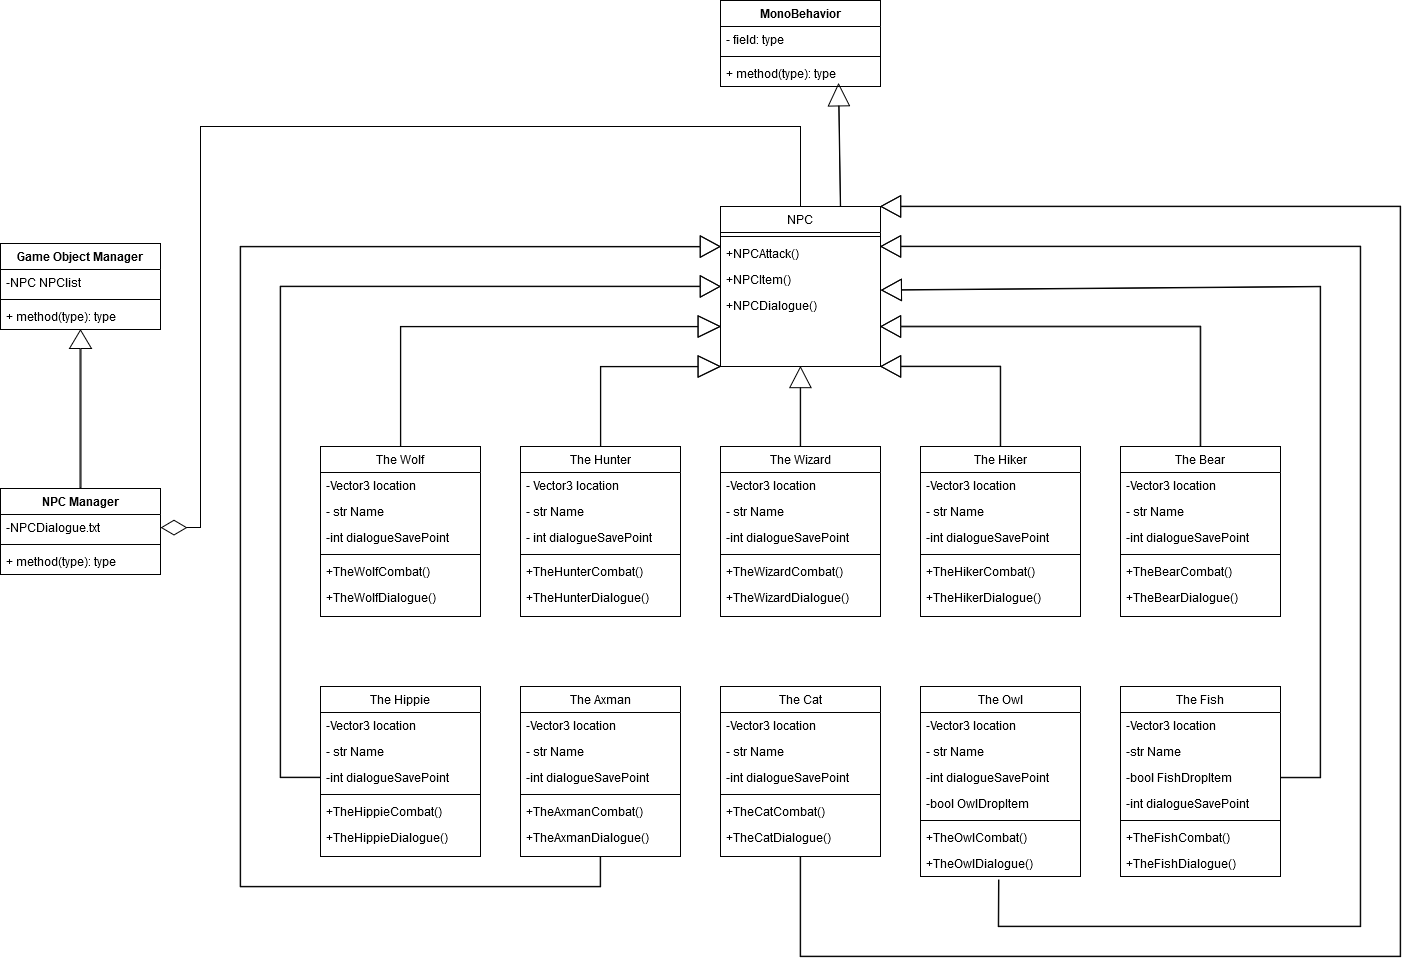 MonoBehavior
- field: type
+ method(type): type
NPC
+NPCAttack()
+NPCItem()
+NPCDialogue()
Game Object Manager
-NPC NPClist
+ method(type): type
NPC Manager
-NPCDialogue.txt
+ method(type): type
The Wolf
-Vector3 location
- str Name
-int dialogueSavePoint
+TheWolfCombat()
+TheWolfDialogue()
The Hunter
- Vector3 location
- str Name
- int dialogueSavePoint
+TheHunterCombat()
+TheHunterDialogue()
The Wizard
-Vector3 location
- str Name
-int dialogueSavePoint
+TheWizardCombat()
+TheWizardDialogue()
The Hiker
-Vector3 location
- str Name
-int dialogueSavePoint
+TheHikerCombat()
+TheHikerDialogue()
The Bear
-Vector3 location
- str Name
-int dialogueSavePoint
+TheBearCombat()
+TheBearDialogue()
The Hippie
-Vector3 location
- str Name
-int dialogueSavePoint
+TheHippieCombat()
+TheHippieDialogue()
The Axman
-Vector3 location
- str Name
-int dialogueSavePoint
+TheAxmanCombat()
+TheAxmanDialogue()
The Cat
-Vector3 location
- str Name
-int dialogueSavePoint
+TheCatCombat()
+TheCatDialogue()
The Owl
-Vector3 location
- str Name
-int dialogueSavePoint
-bool OwlDropItem
+TheOwlCombat()
+TheOwlDialogue()
The Fish
-Vector3 location
-str Name
-bool FishDropItem
-int dialogueSavePoint
+TheFishCombat()
+TheFishDialogue()